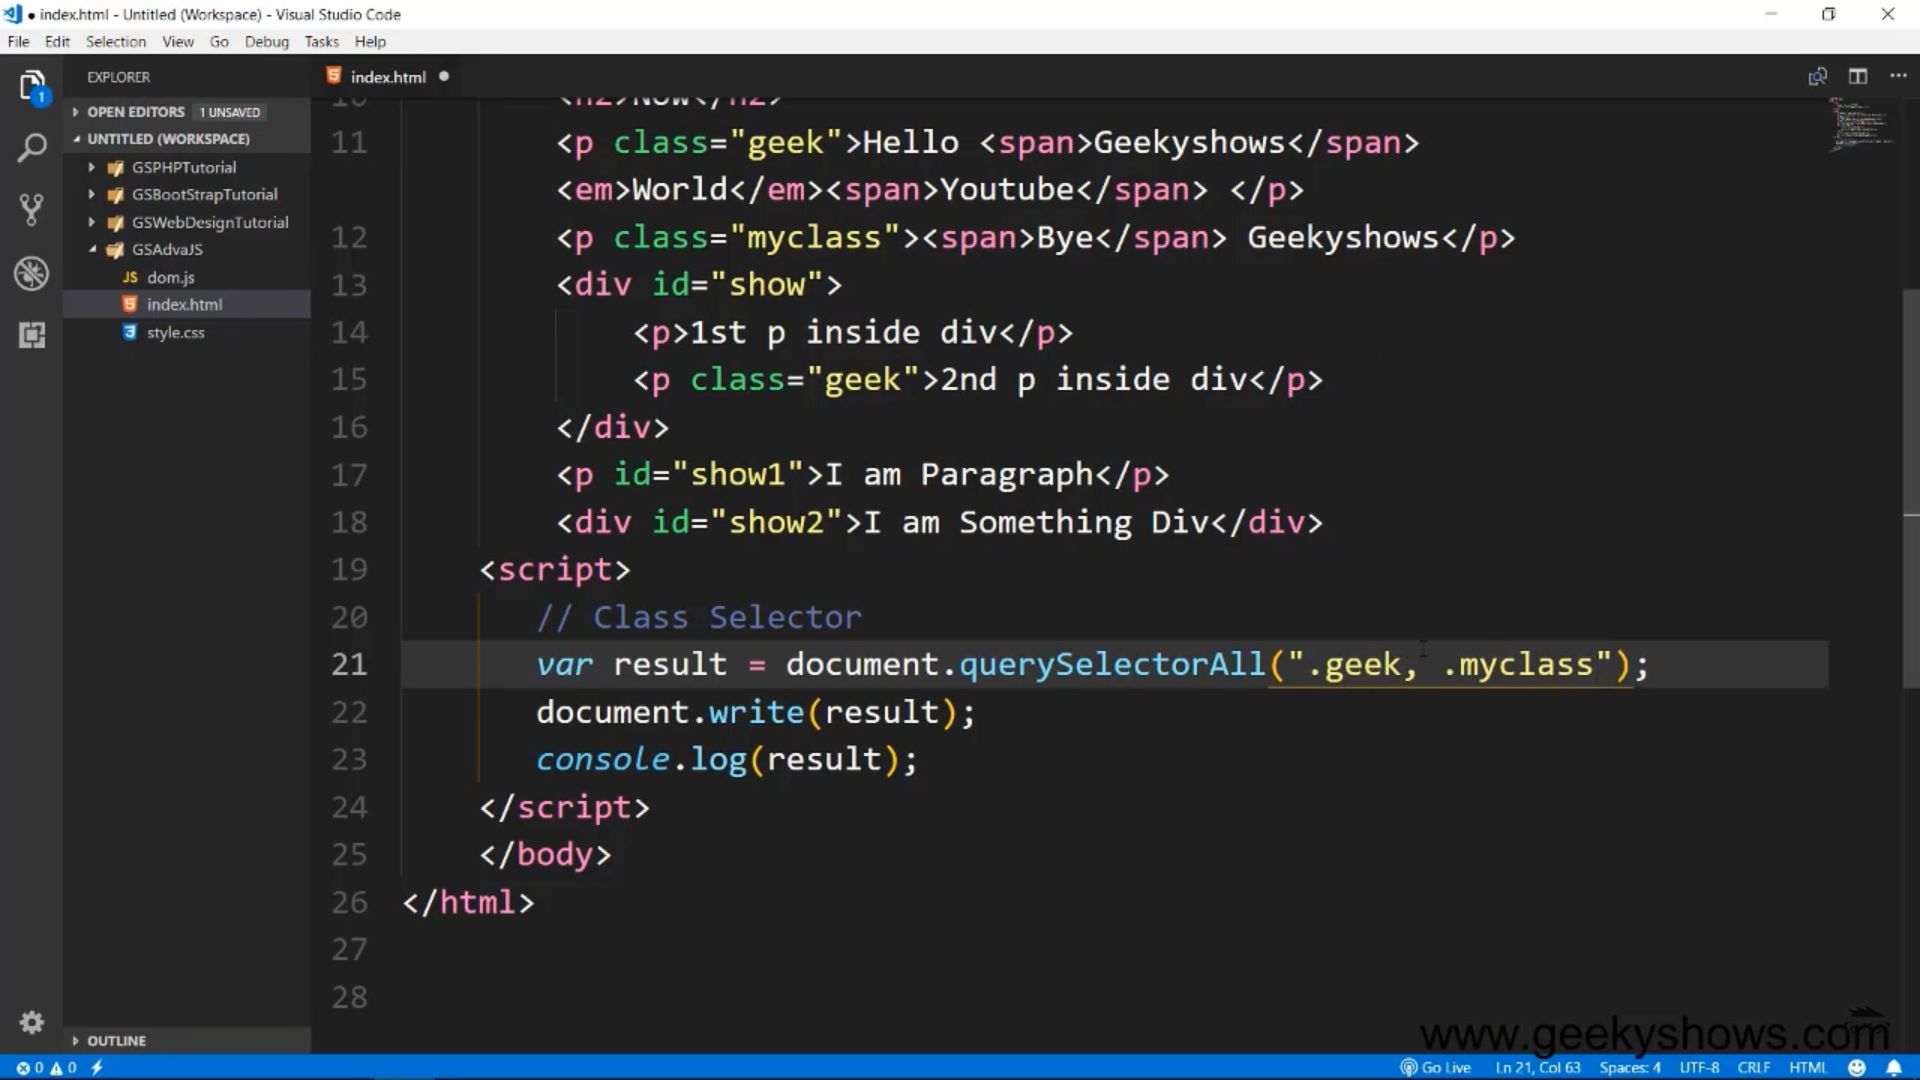 index.html - Untitled (Workspace) - Visual Studio Code
File Edit Selection View Go Debug Tasks Help
EXPLORER
index.html
OPEN EDITORS 1 UNSAVED
UNTITLED (WORKSPACE)
GSPHPTutorial
GSBootStrapTutorial
GSWebDesignTutorial
GSAdvaJS
JS dom.js
index.html
style.css
OUTLINE
10 <h2>Now</h2>
11 <p class="geek">Hello <span>Geekyshows</span>
<em>World</em><span>Youtube</span> </p>
12 <p class="myclass"><span>Bye</span> Geekyshows</p>
13 <div id="show">
14 <p>1st p inside div</p>
15 <p class="geek">2nd p inside div</p>
16 </div>
17 <p id="show1">I am Paragraph</p>
18 <div id="show2">I am Something Div</div>
19 <script>
20 // Class Selector
21 var result = document.querySelectorAll(".geek, .myclass");
22 document.write(result);
23 console.log(result);
24 </script>
25 </body>
26 </html>
27
28
www.geekyshows.com
0 0 Go Live Ln 21, Col 63 Spaces: 4 UTF-8 CRLF HTML
1